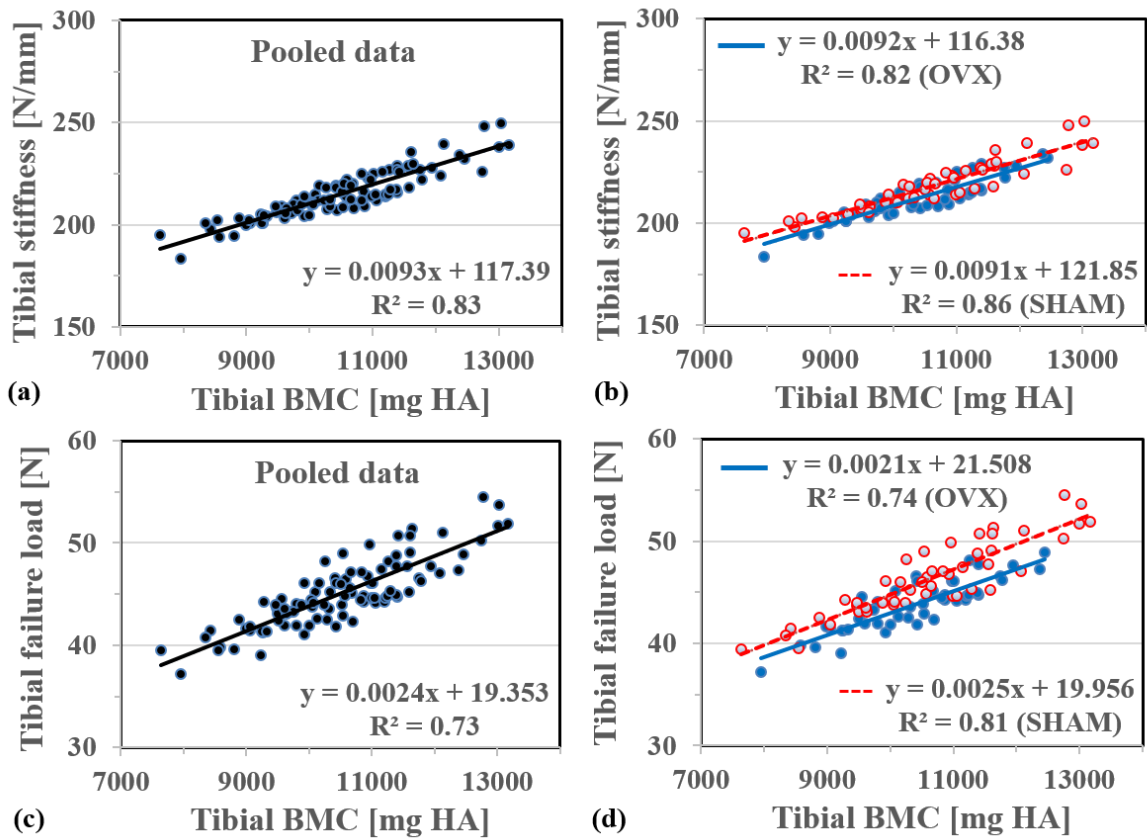 300
Pooled data
250
200
150
Tibial stiffness [N/mm]
y = 0.0093x + 117.39
R² = 0.83
7000 9000 11000 13000
(a)
Tibial BMC [mg HA]
300
y = 0.0092x + 116.38
R² = 0.82 (OVX)
250
200
150
Tibial stiffness [N/mm]
y = 0.0091x + 121.85
R² = 0.86 (SHAM)
7000 9000 11000 13000
(b)
Tibial BMC [mg HA]
60
Pooled data
50
40
30
Tibial failure load [N]
y = 0.0024x + 19.353
R² = 0.73
7000 9000 11000 13000
(c)
Tibial BMC [mg HA]
60
y = 0.0021x + 21.508
R² = 0.74 (OVX)
50
40
30
Tibial failure load [N]
y = 0.0025x + 19.956
R² = 0.81 (SHAM)
7000 9000 11000 13000
(d)
Tibial BMC [mg HA]